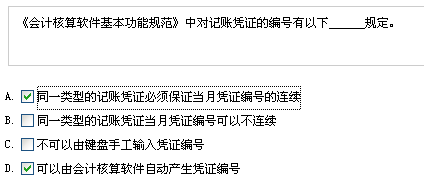 《会计核算软件基本功能规范》中对记账凭证的编号有以下______规定。
A. 同一类型的记账凭证必须保证当月凭证编号的连续
B. 同一类型的记账凭证当月凭证编号可以不连续
C. 不可以由键盘手工输入凭证编号
D. 可以由会计核算软件自动产生凭证编号